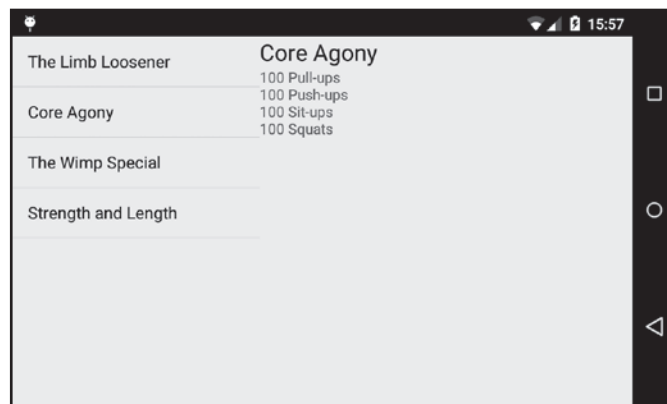 15:57
The Limb Loosener
Core Agony
The Wimp Special
Strength and Length
Core Agony
100 Pull-ups
100 Push-ups
100 Sit-ups
100 Squats